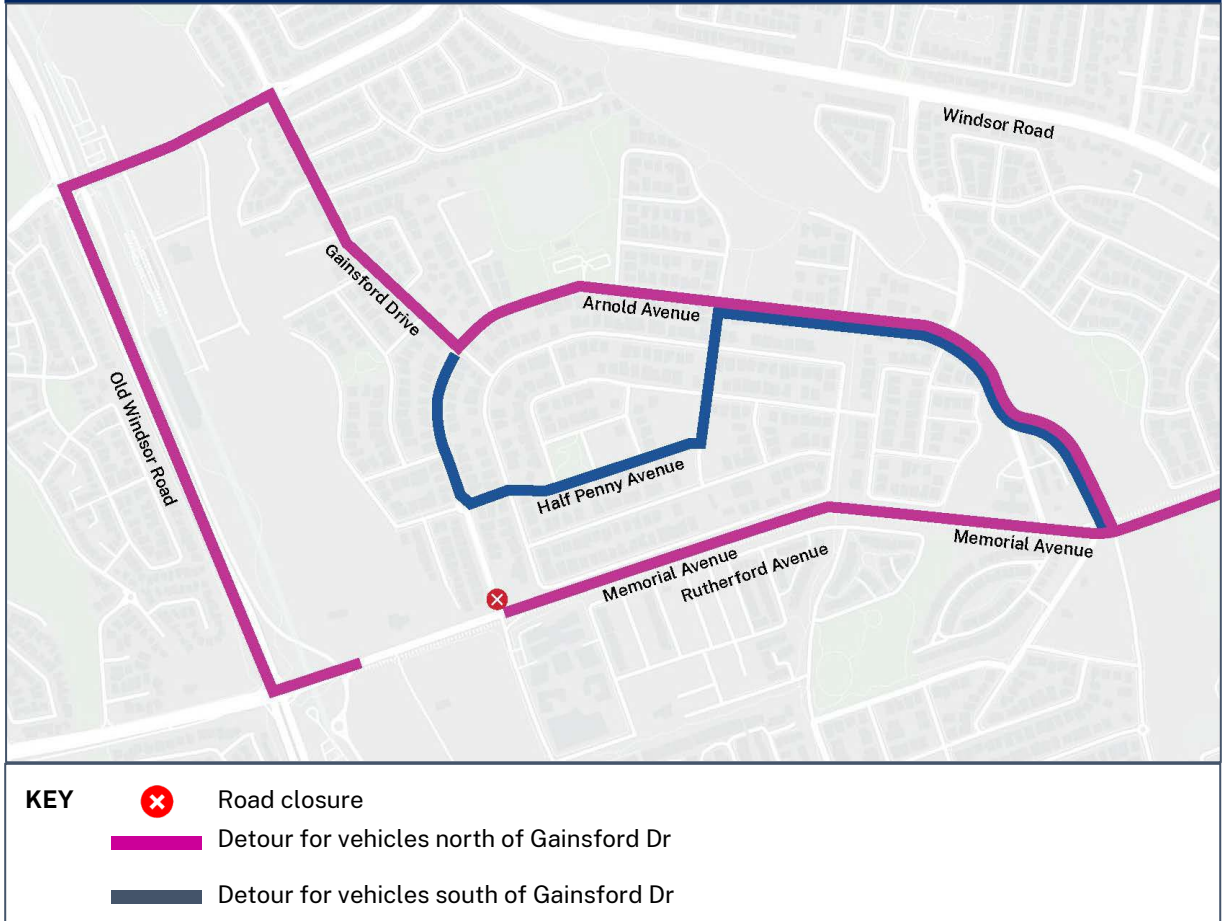 Windsor Road
Gainsford Drive
Arnold Avenue
Old Windsor Road
Half Penny Avenue
Memorial Avenue
Memorial Avenue
Rutherford Avenue
KEY
Road closure
Detour for vehicles north of Gainsford Dr
Detour for vehicles south of Gainsford Dr